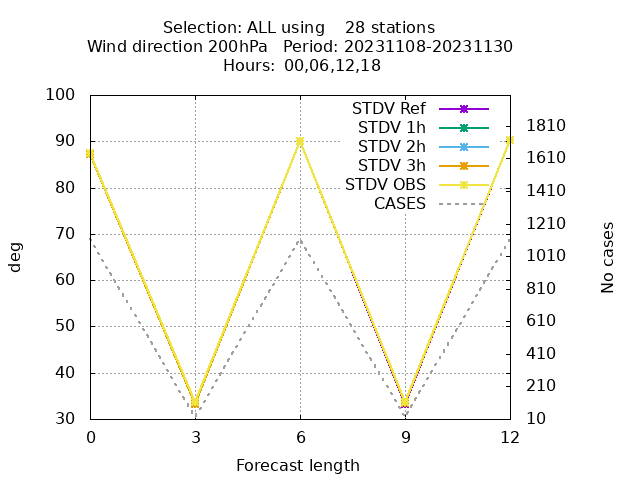 Selection: ALL using    28 stations
Wind direction 200hPa   Period: 20231108-20231130
Hours:  00,06,12,18
100
90
80
70
60
50
40
30
deg
STDV Ref
STDV 1h
STDV 2h
STDV 3h
STDV OBS
CASES
1810
1610
1410
1210
1010
810
610
410
210
10
No cases
0 3 6 9 12
Forecast length